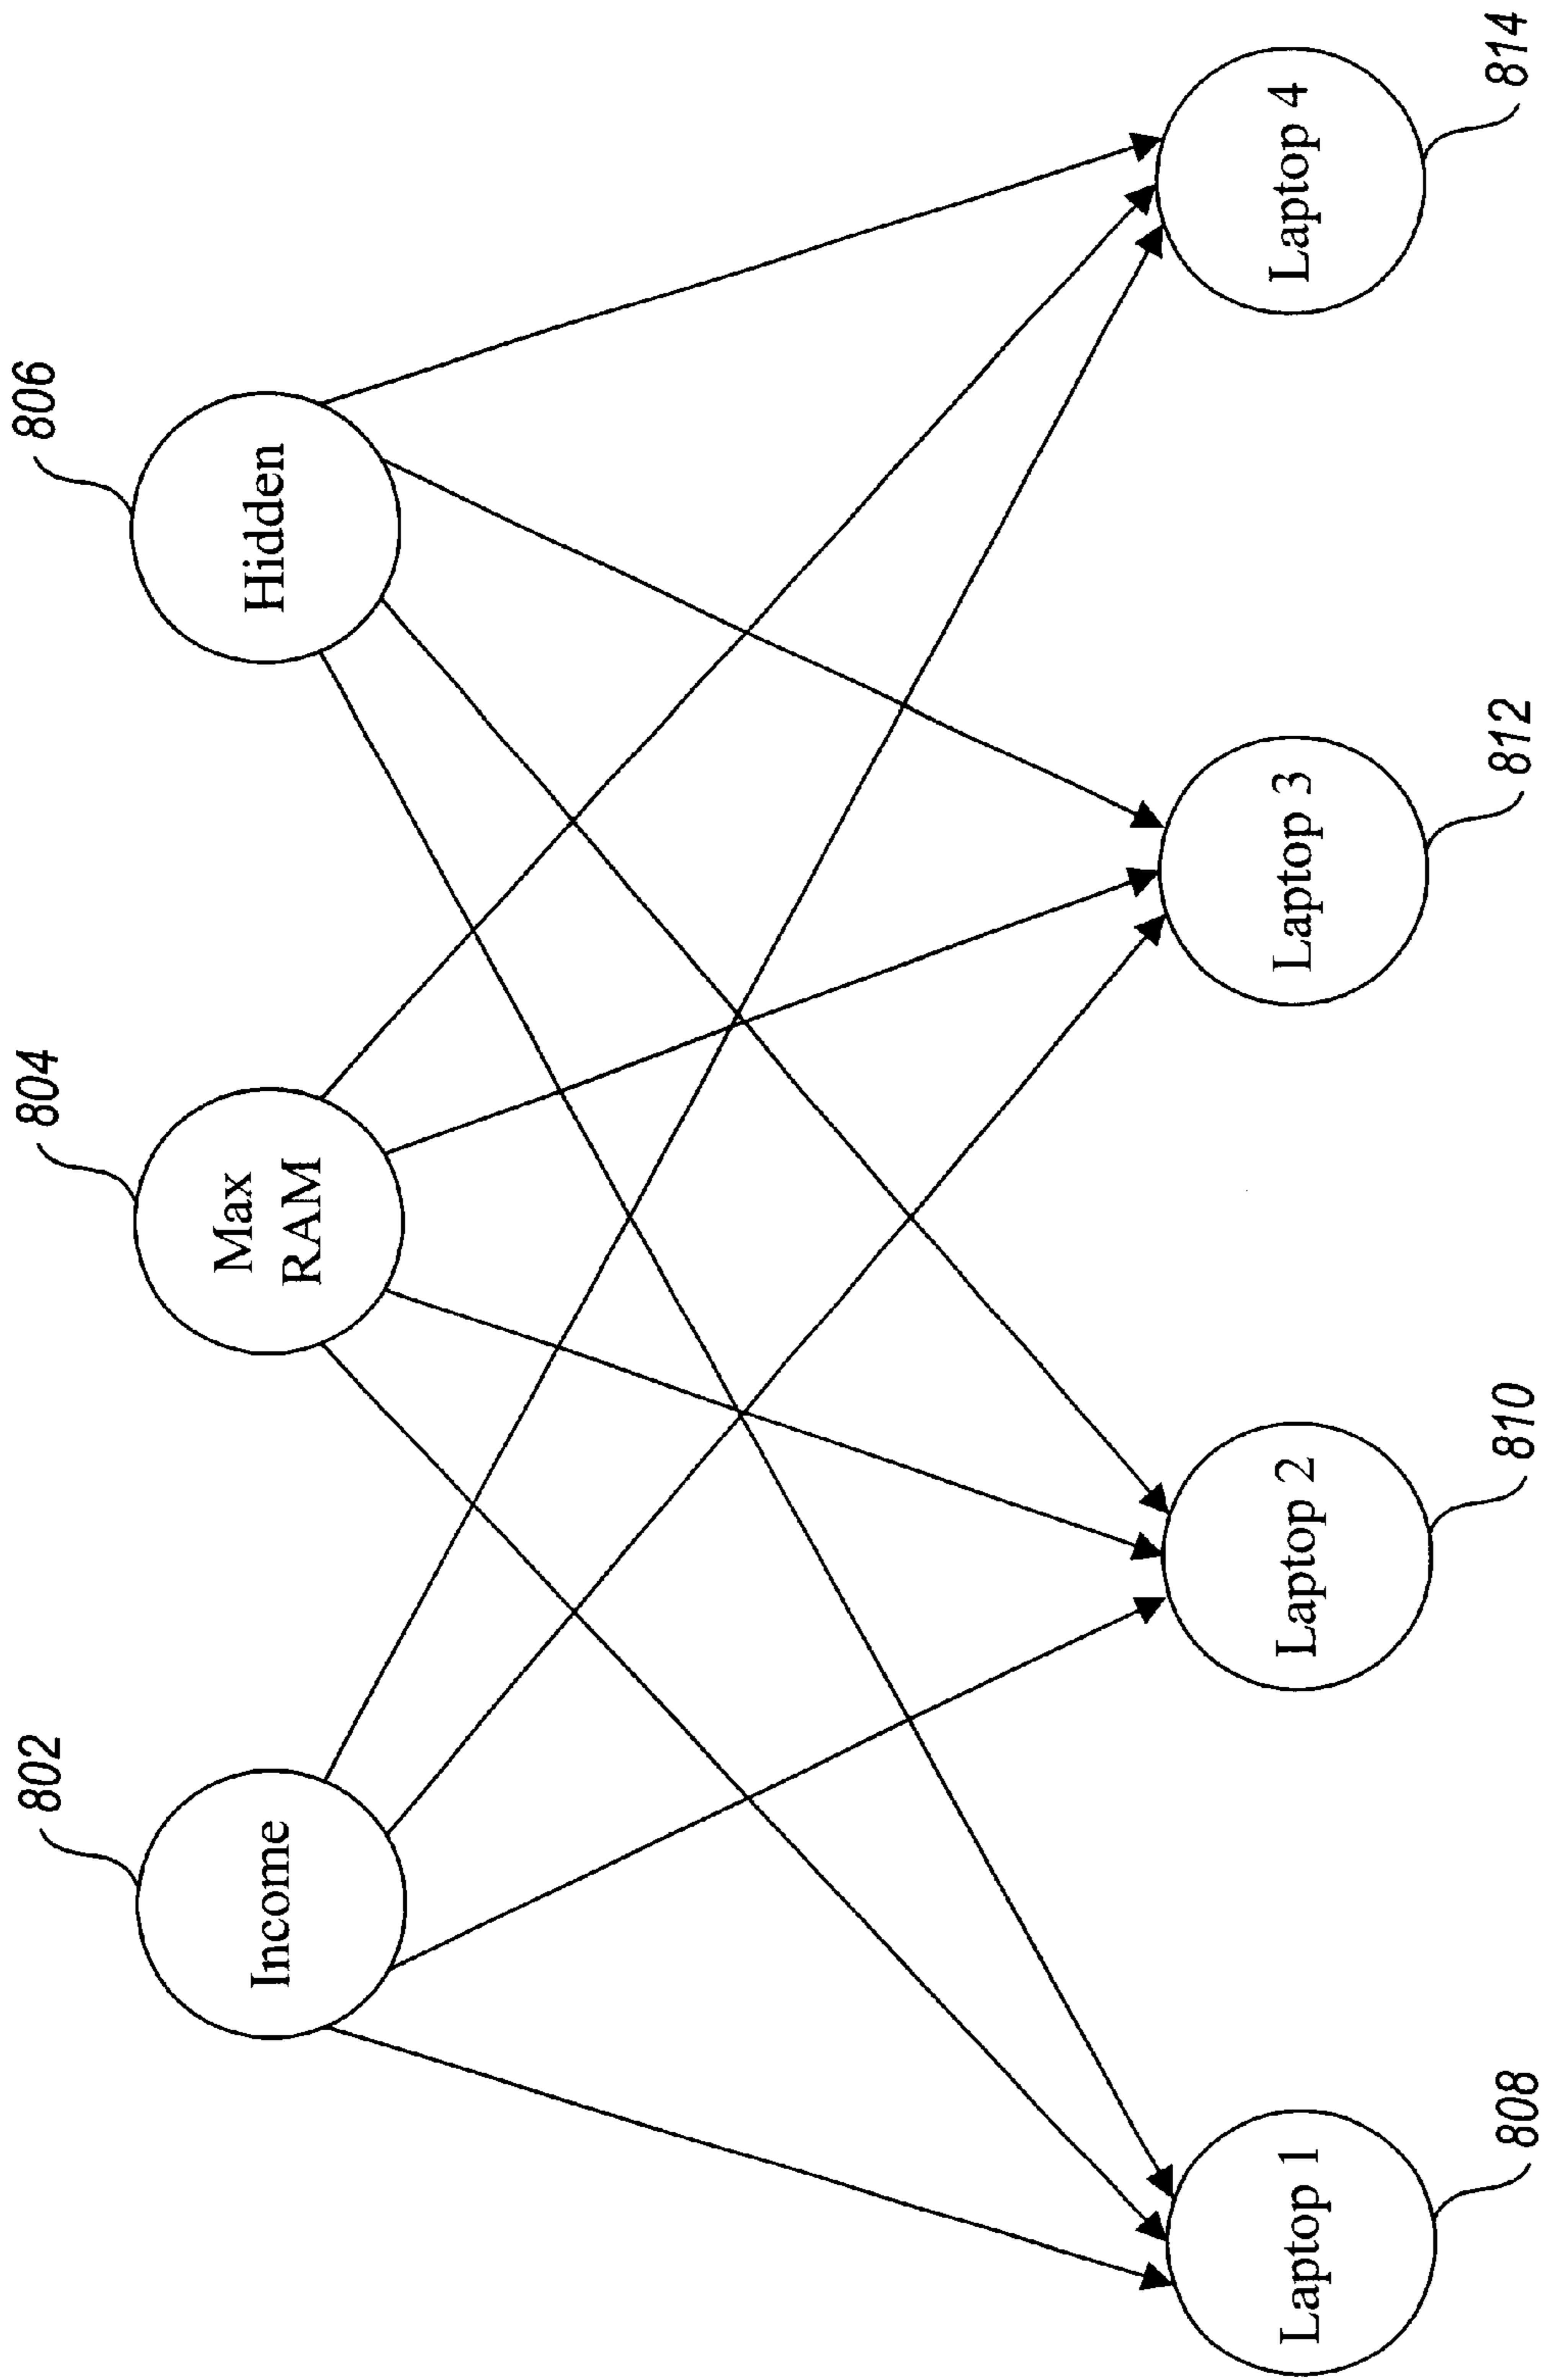 802
804
806
Income
Max
RAM
Hidden
Laptop 1
Laptop 2
Laptop 3
Laptop 4
808
810
812
814